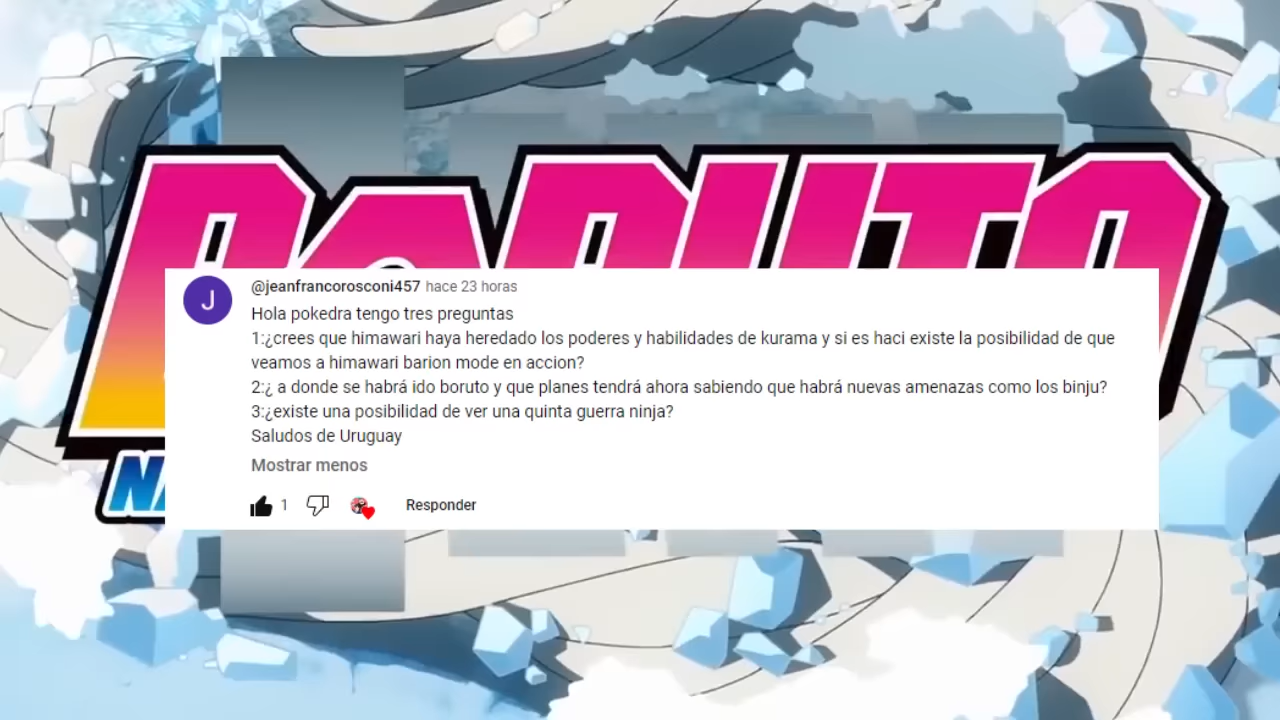 BORUTO
@jeanfrancorosconi457 hace 23 horas
Hola pokedra tengo tres preguntas
1:¿crees que himawari haya heredado los poderes y habilidades de kurama y si es haci existe la posibilidad de que
veamos a himawari barion mode en accion?
2:¿ a donde se habrá ido boruto y que planes tendrá ahora sabiendo que habrá nuevas amenazas como los binju?
3:¿existe una posibilidad de ver una quinta guerra ninja?
Saludos de Uruguay
Mostrar menos
J
1
Responder